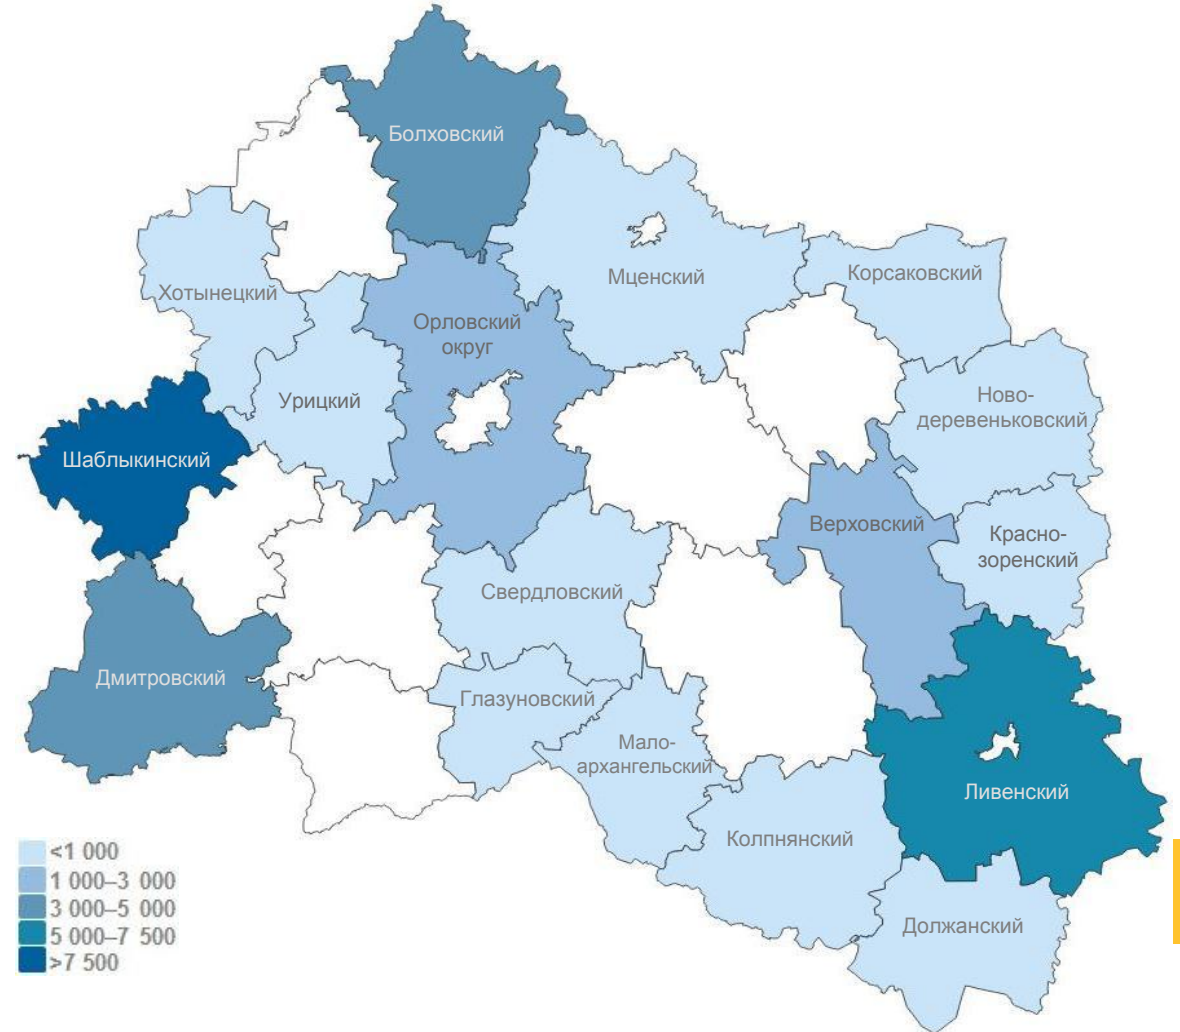 Болховский
Мценский
Корсаковский
Хотынецкий
Орловский
округ
Урицкий
Ново-
деревеньковский
Шаблыкинский
Верховский
Красно-
зоренский
Свердловский
Дмитровский
Глазуновский
Мало-
архангельский
Ливенский
Колпнянский
Должанский
<1 000
1 000–3 000
3 000–5 000
5 000–7 500
>7 500